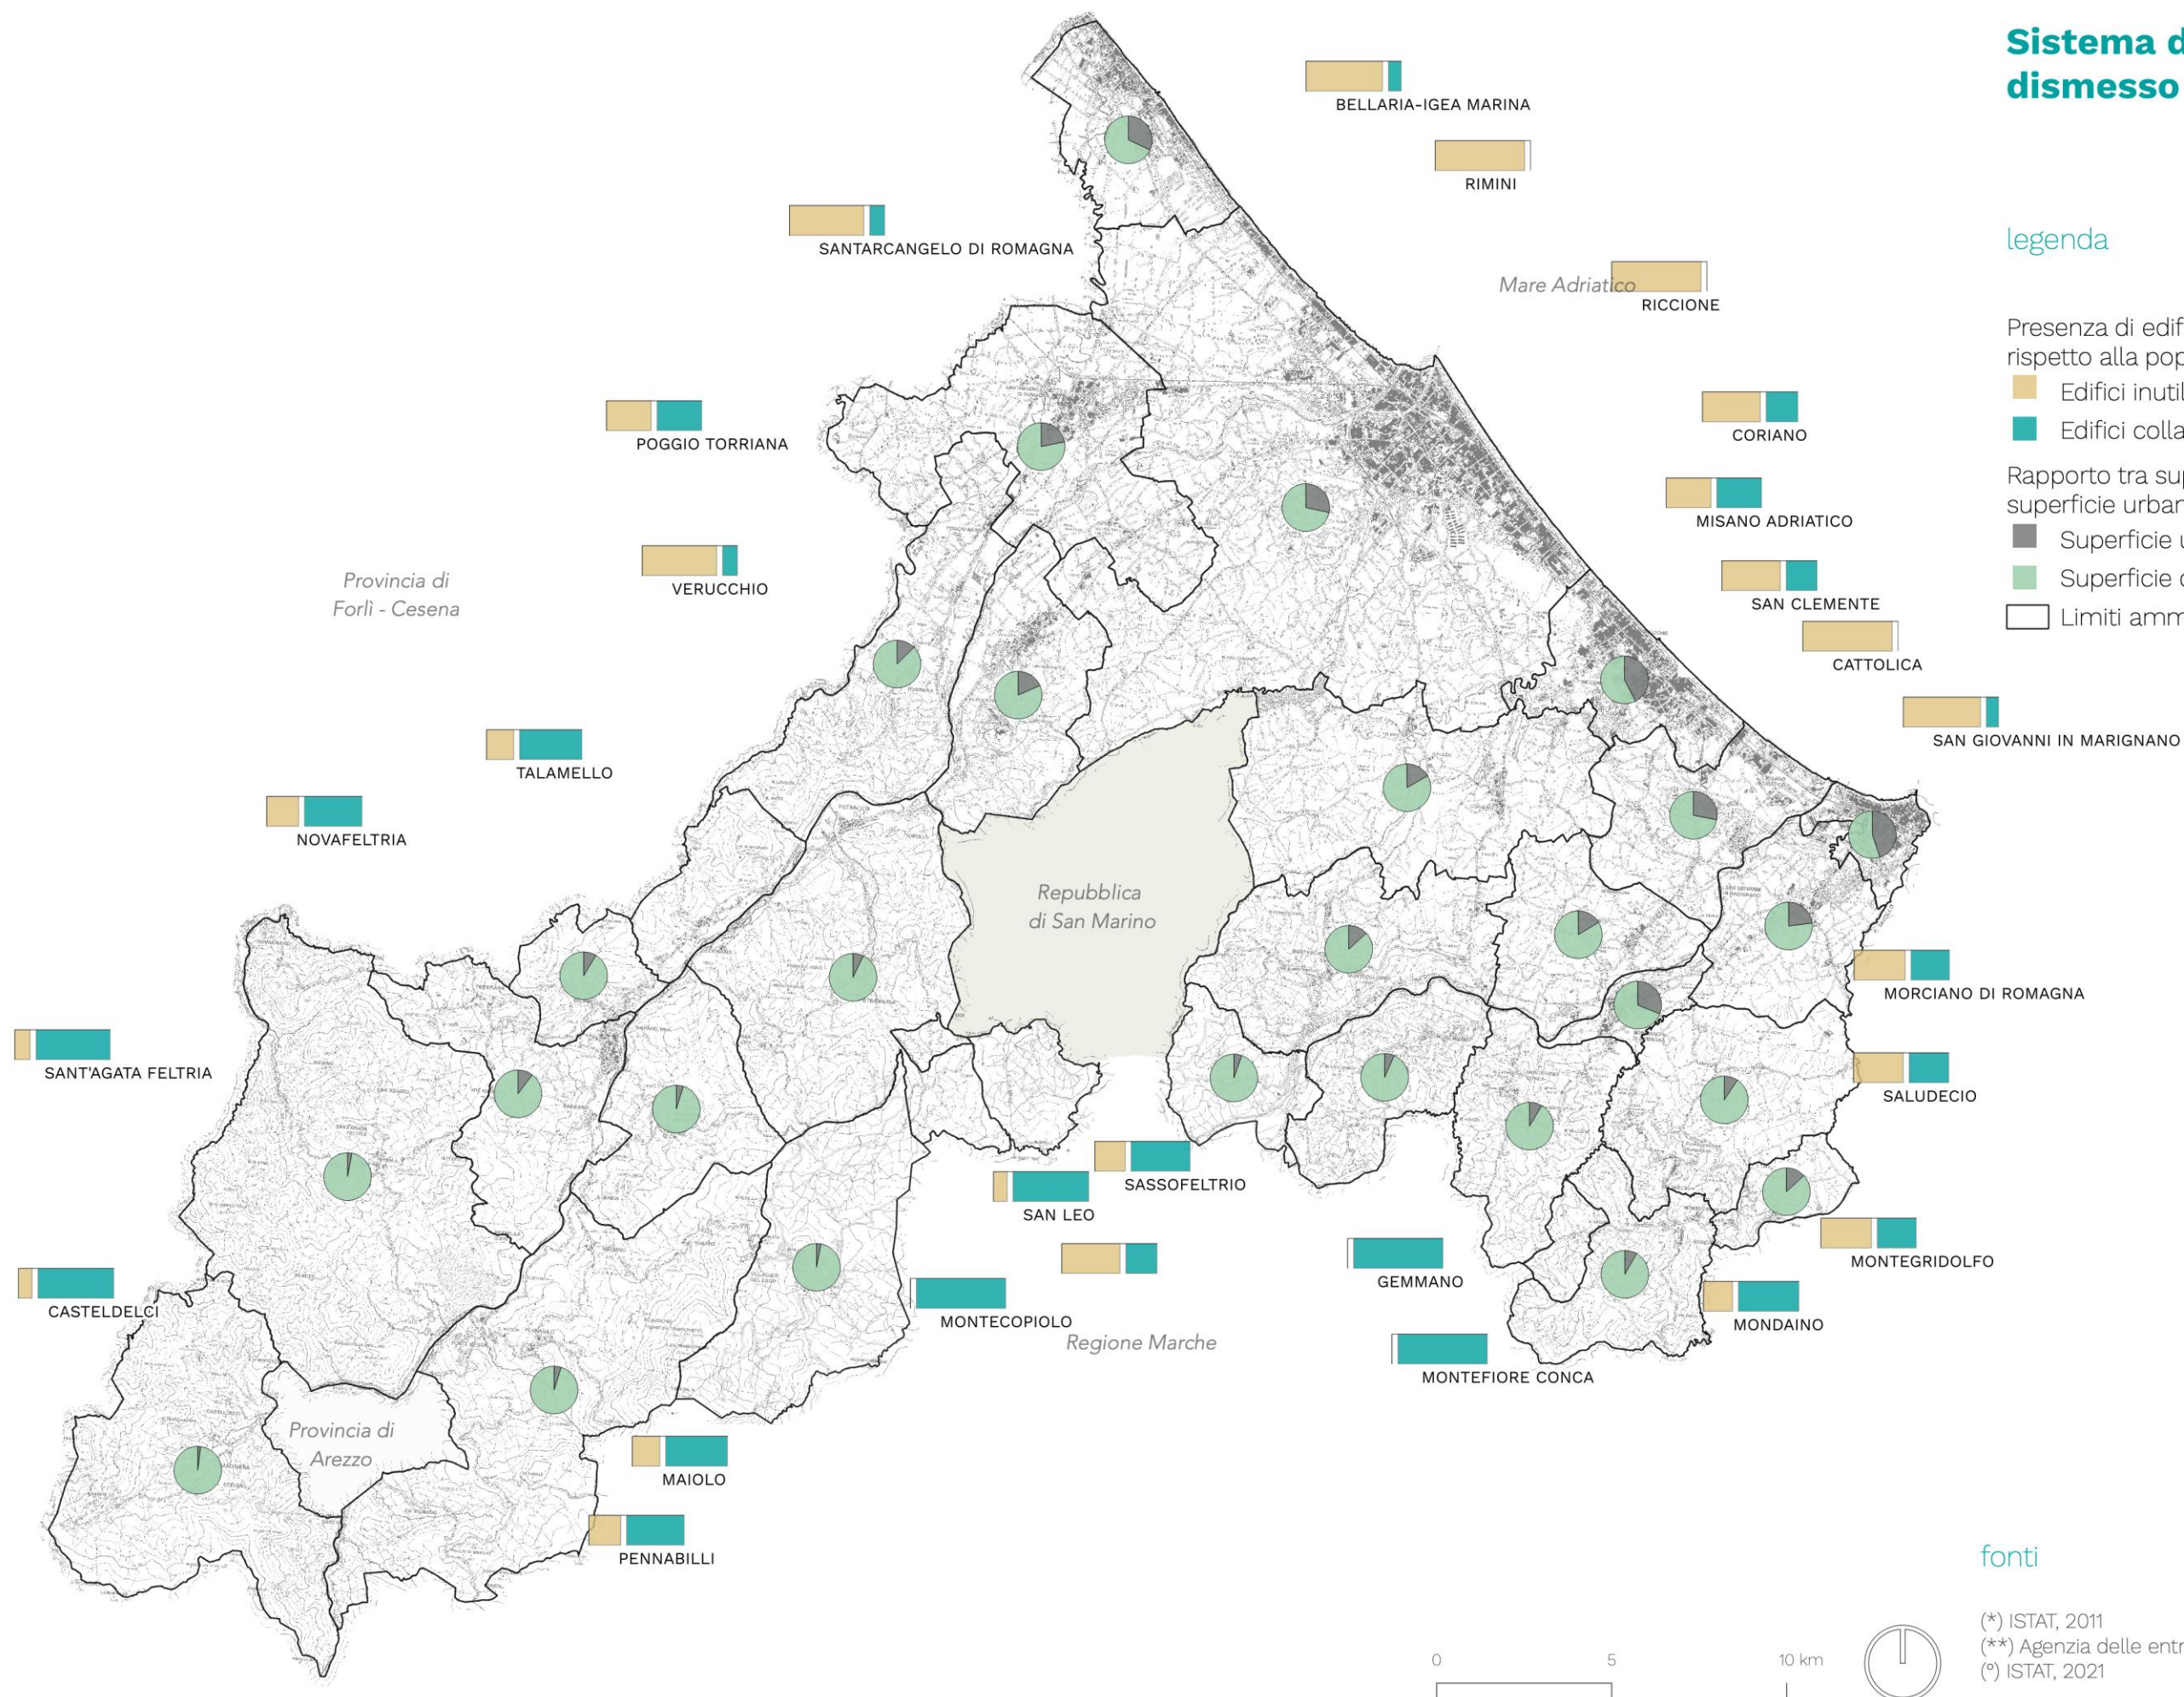 Sistema d
dismesso
legenda
Presenza di edif
rispetto alla pop
Edifici inutil
Edifici colla
Rapporto tra sup
superficie urbar
Superficie u
Superficie c
Limiti amm
BELLARIA-IGEA MARINA
RIMINI
SANTARCANGELO DI ROMAGNA
Mare Adriatico
RICCIONE
POGGIO TORRIANA
CORIANO
MISANO ADRIATICO
VERUCCHIO
Provincia di
Forlì - Cesena
SAN CLEMENTE
CATTOLICA
SAN GIOVANNI IN MARIGNANO
TALAMELLO
NOVAFELTRIA
Repubblica
di San Marino
MORCIANO DI ROMAGNA
SANT'AGATA FELTRIA
SALUDECIO
SASSOFELTRIO
SAN LEO
MONTEGRIDOLFO
GEMMANO
CASTELDELCI
MONTECOPIOLO
MONDAINO
Regione Marche
MONTEFIORE CONCA
Provincia di
Arezzo
MAIOLO
PENNABILLI
fonti
(*) ISTAT, 2011
(**) Agenzia delle entr
(°) ISTAT, 2021
0 5 10 km